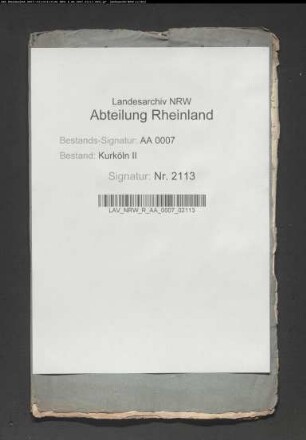 Landesarchiv NRW
Abteilung Rheinland
Bestands-Signatur: AA 0007
Bestand: Kurköln II
Signatur: Nr. 2113
LAV_NRW_R_AA_0007_02113